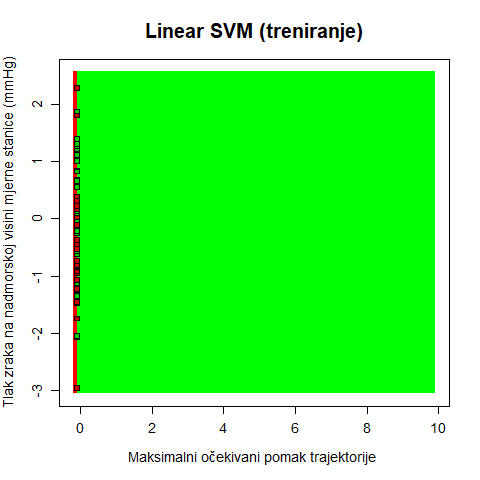 Linear SVM (treniranje)
Tlak zraka na nadmorskoj visini mjerne stanice (mmHg)
2
1
0
-1
-2
-3
0 2 4 6 8 10
Maksimalni očekivani pomak trajektorije